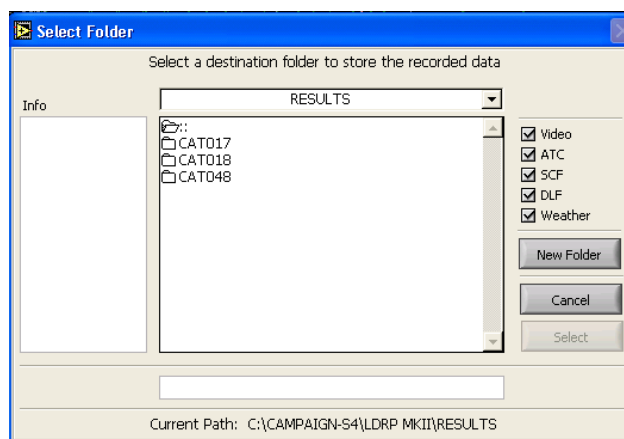 Select Folder
Select a destination folder to store the recorded data
Info
RESULTS
::
CAT017
CAT018
CAT048
Video
ATC
SCF
DLF
Weather
New Folder
Cancel
Select
Current Path: C:\CAMPAIGN-S4\LDRP MKII\RESULTS